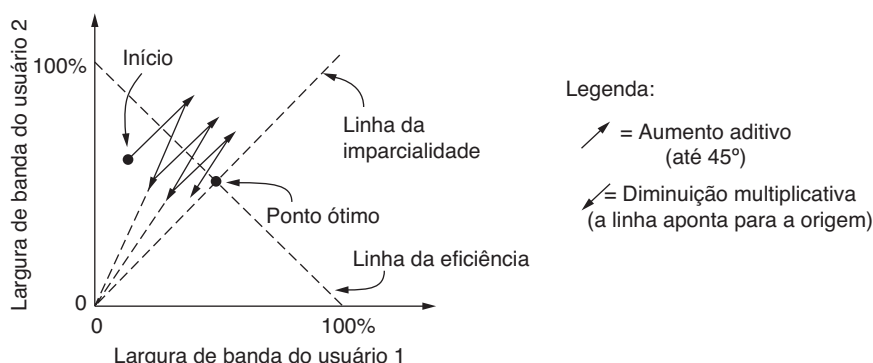 Largura de banda do usuário 2
100%
Início
Linha da
imparcialidade
Ponto ótimo
Linha da eficiência
0
0
100%
Largura de banda do usuário 1
Legenda:
= Aumento aditivo
(até 45º)
= Diminuição multiplicativa
(a linha aponta para a origem)